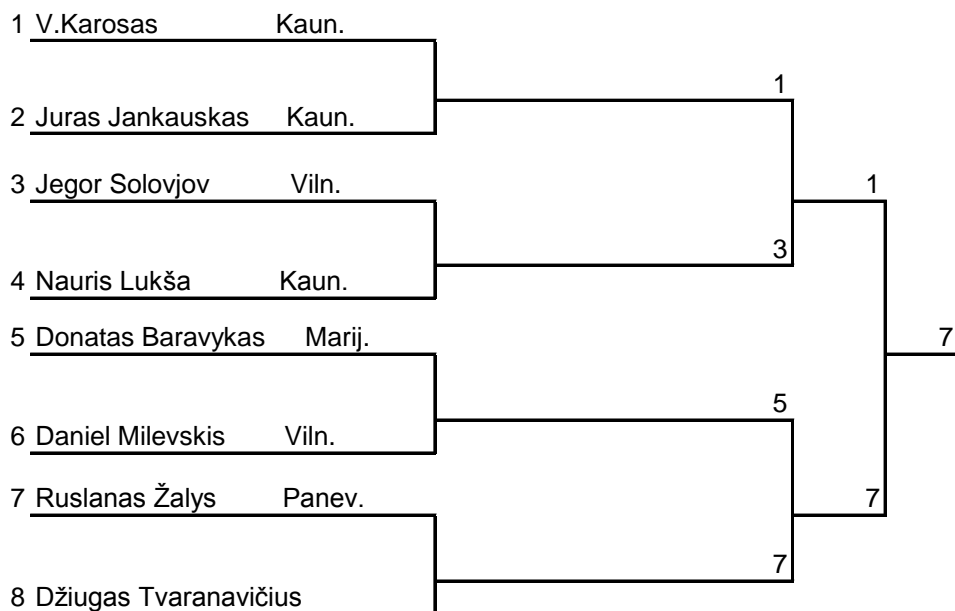 1 V.Karosas Kaun.
1
2 Juras Jankauskas Kaun.
3 Jegor Solovjov Viln.
1
3
4 Nauris Lukša Kaun.
5 Donatas Baravykas Marij.
7
5
6 Daniel Milevskis Viln.
7 Ruslanas Žalys Panev.
7
7
8 Džiugas Tvaranavičius